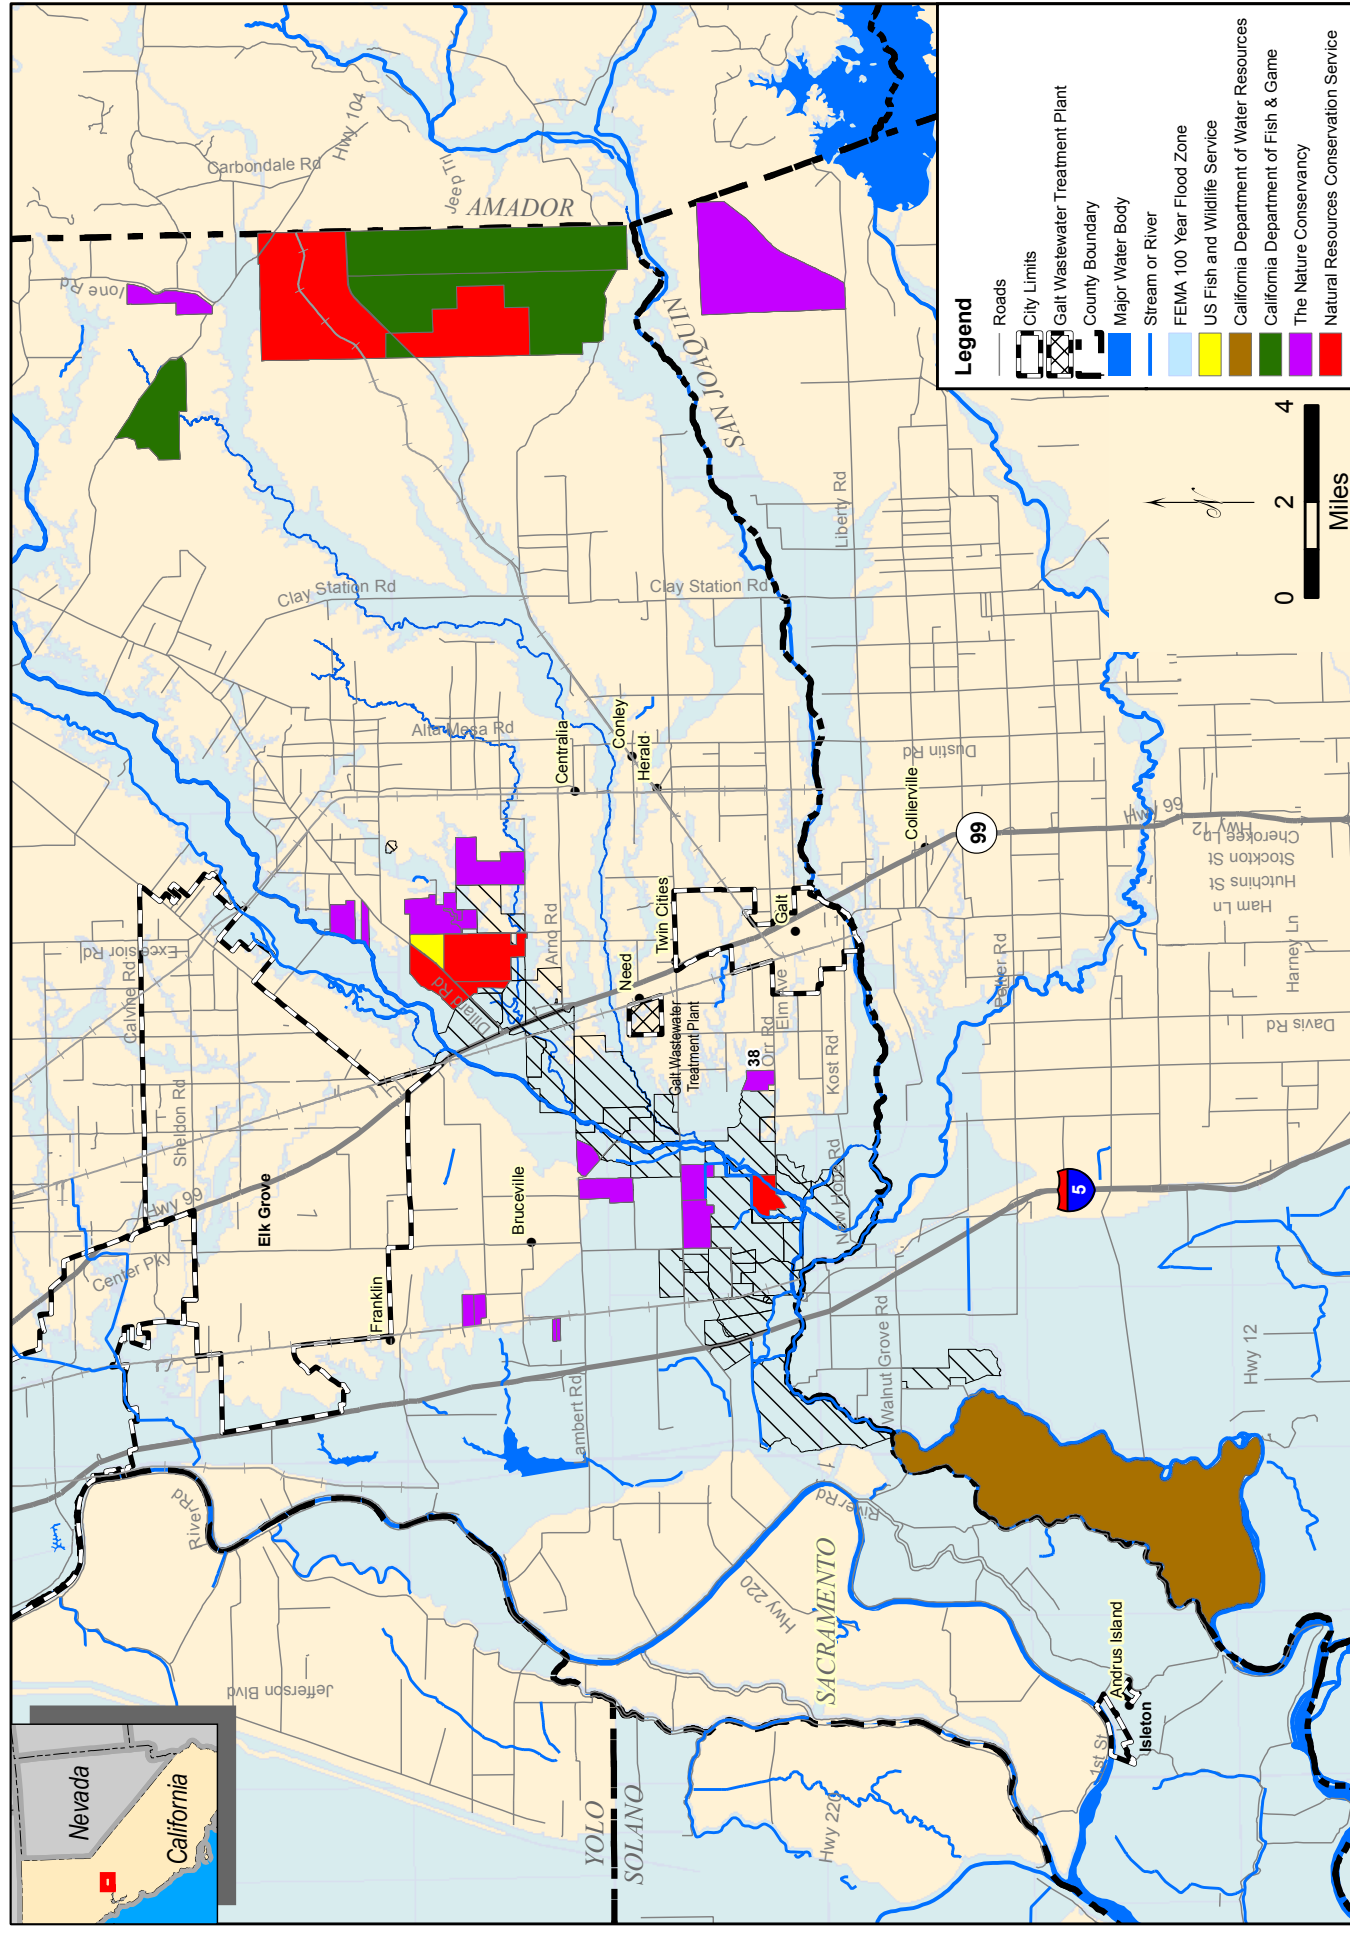 Nevada
California
YOLO
SOLANO
SACRAMENTO
SAN JOAQUIN
AMADOR
Jefferson Blvd
River Rd
Hwy 220
Hwy 220
River Rd
1st St
Andrus Island
Isleton
Center Pky
Hwy 99
Sheldon Rd
Calvine Rd
Excelsior Rd
Elk Grove
Franklin
Bruceville
Lambert Rd
Walnut Grove Rd
New Hope Rd
Kost Rd
Orr Rd
Elm Ave
38
Galt Wastewater
Treatment Plant
Need
Twin Cities
Galt
Arno Rd
Dillard Rd
Alta Mesa Rd
Centralia
Conley
Herald
Clay Station Rd
Clay Station Rd
Liberty Rd
Ione Rd
Carbondale Rd
Hwy 104
Jeep Trl
Collierville
Dustin Rd
99
Hwy 99
Hwy 12
Cherokee Ln
Stockton St
Hutchins St
Ham Ln
Harney Ln
Davis Rd
Peltier Rd
5
Hwy 12
N
0 2 4
Miles
Legend
Roads
City Limits
Galt Wastewater Treatment Plant
County Boundary
Major Water Body
Stream or River
FEMA 100 Year Flood Zone
US Fish and Wildlife Service
California Department of Water Resources
California Department of Fish & Game
The Nature Conservancy
Natural Resources Conservation Service